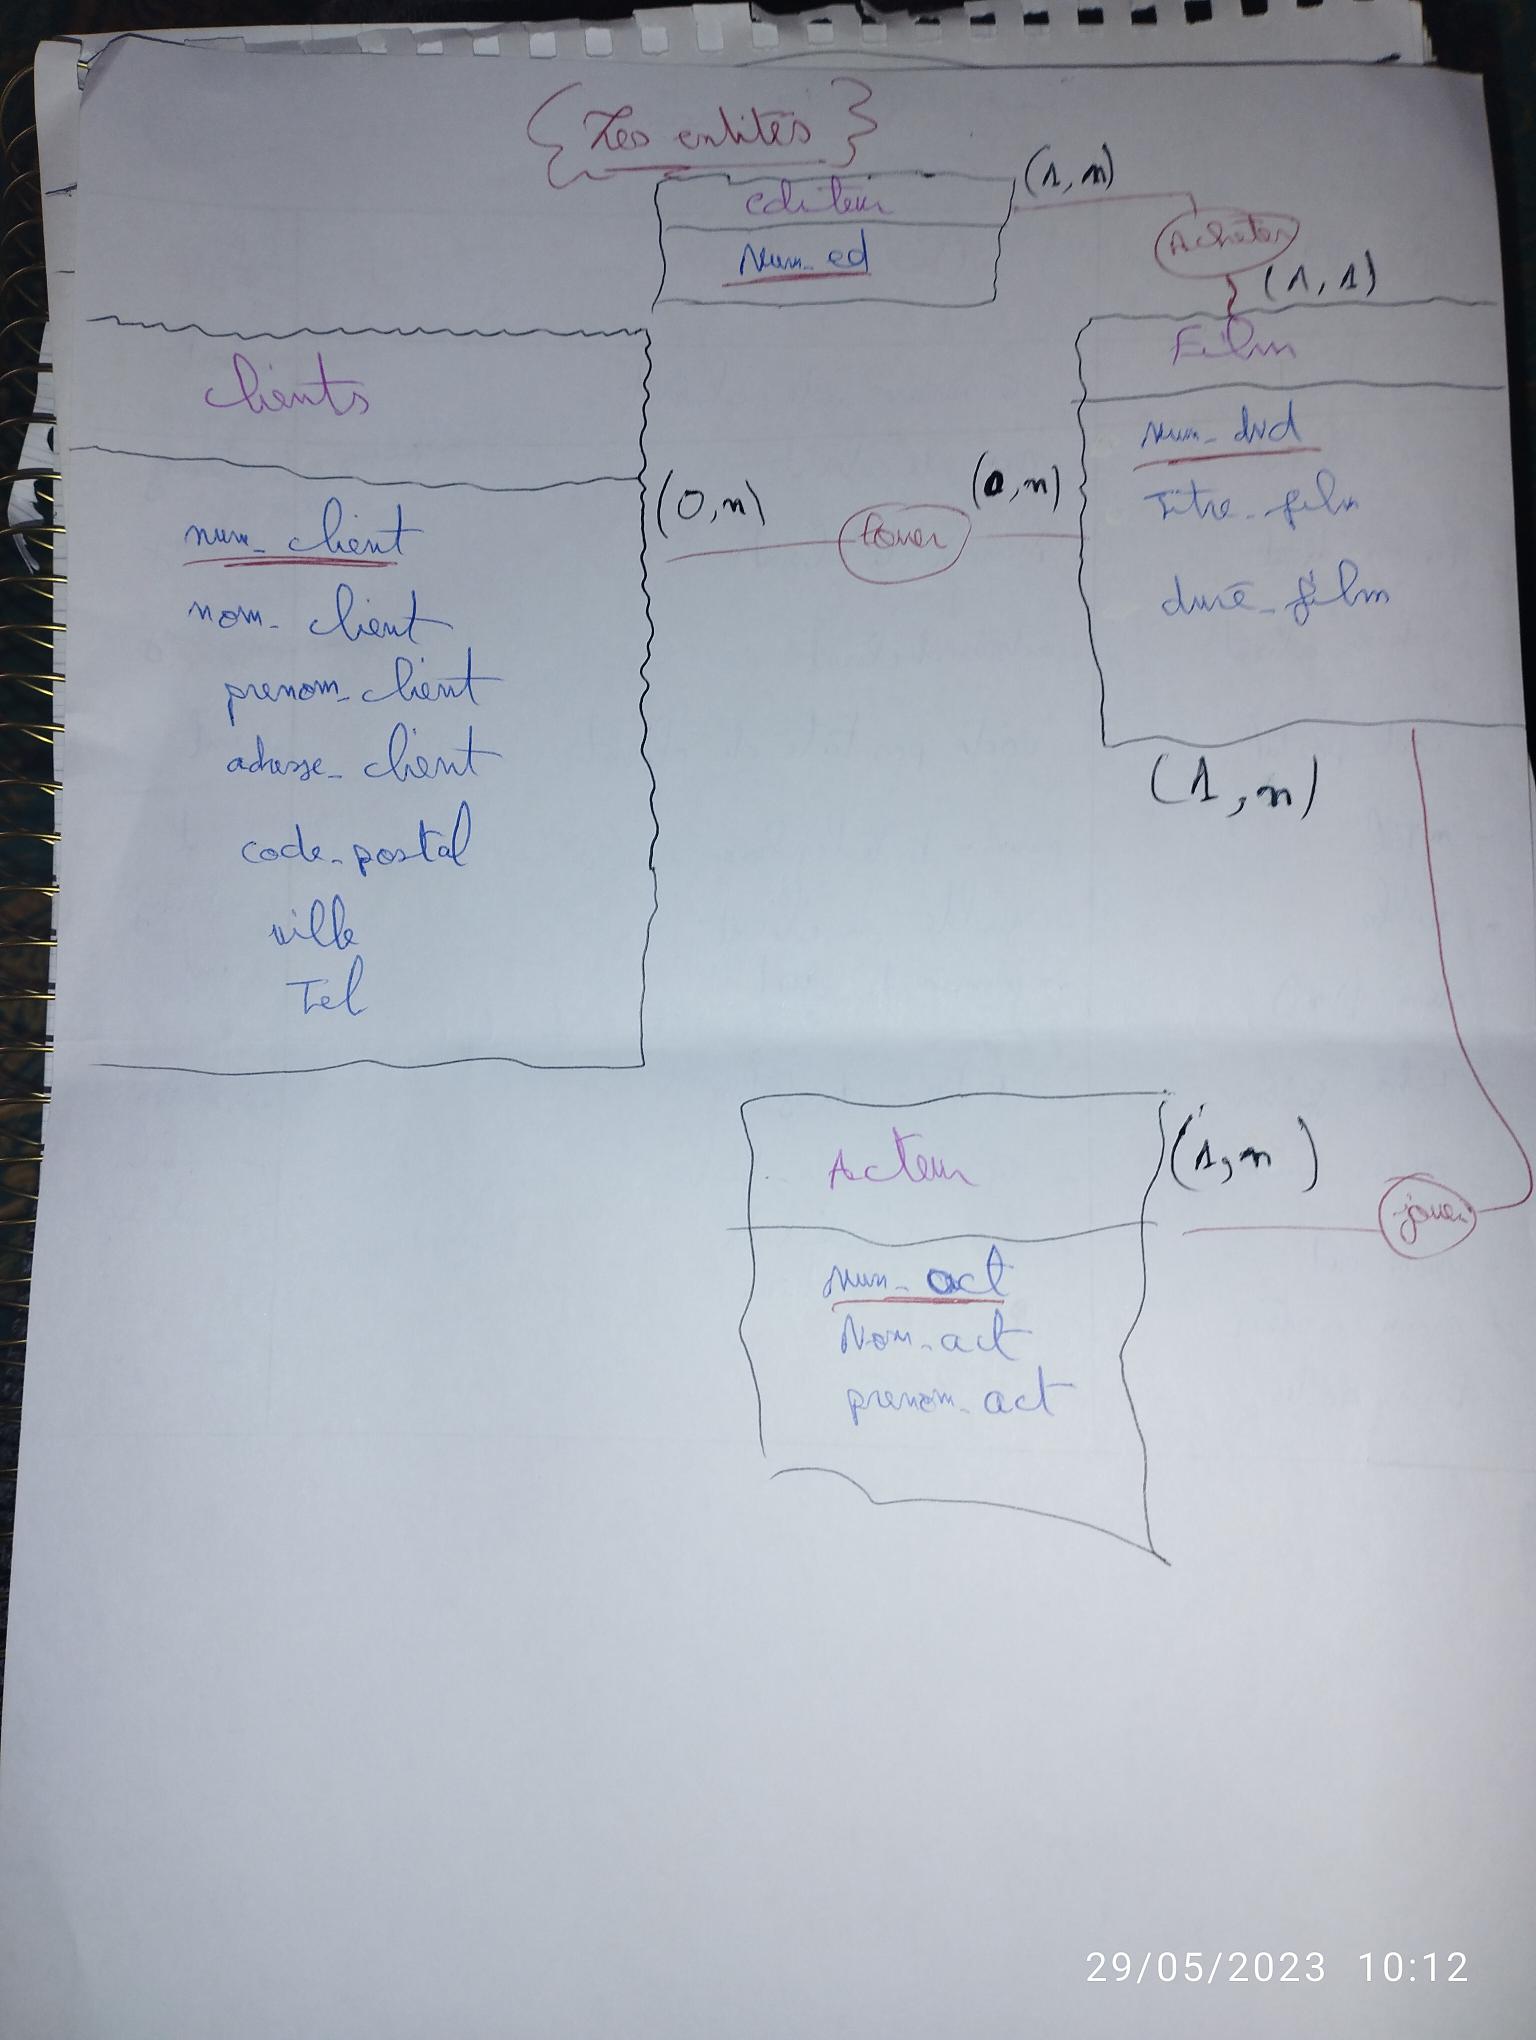 Les entités
editeur
(1,n)
Num_ed
Acheter
(1,1)
clients
Film
Num_dvd
Titre_film
duré_film
(0,n)
louer
(0,n)
num_client
nom_client
prenom_client
adresse_client
code_postal
ville
Tel
(1,n)
Acteur
(1,n)
jouer
Num_act
Nom_act
prenom_act
29/05/2023 10:12